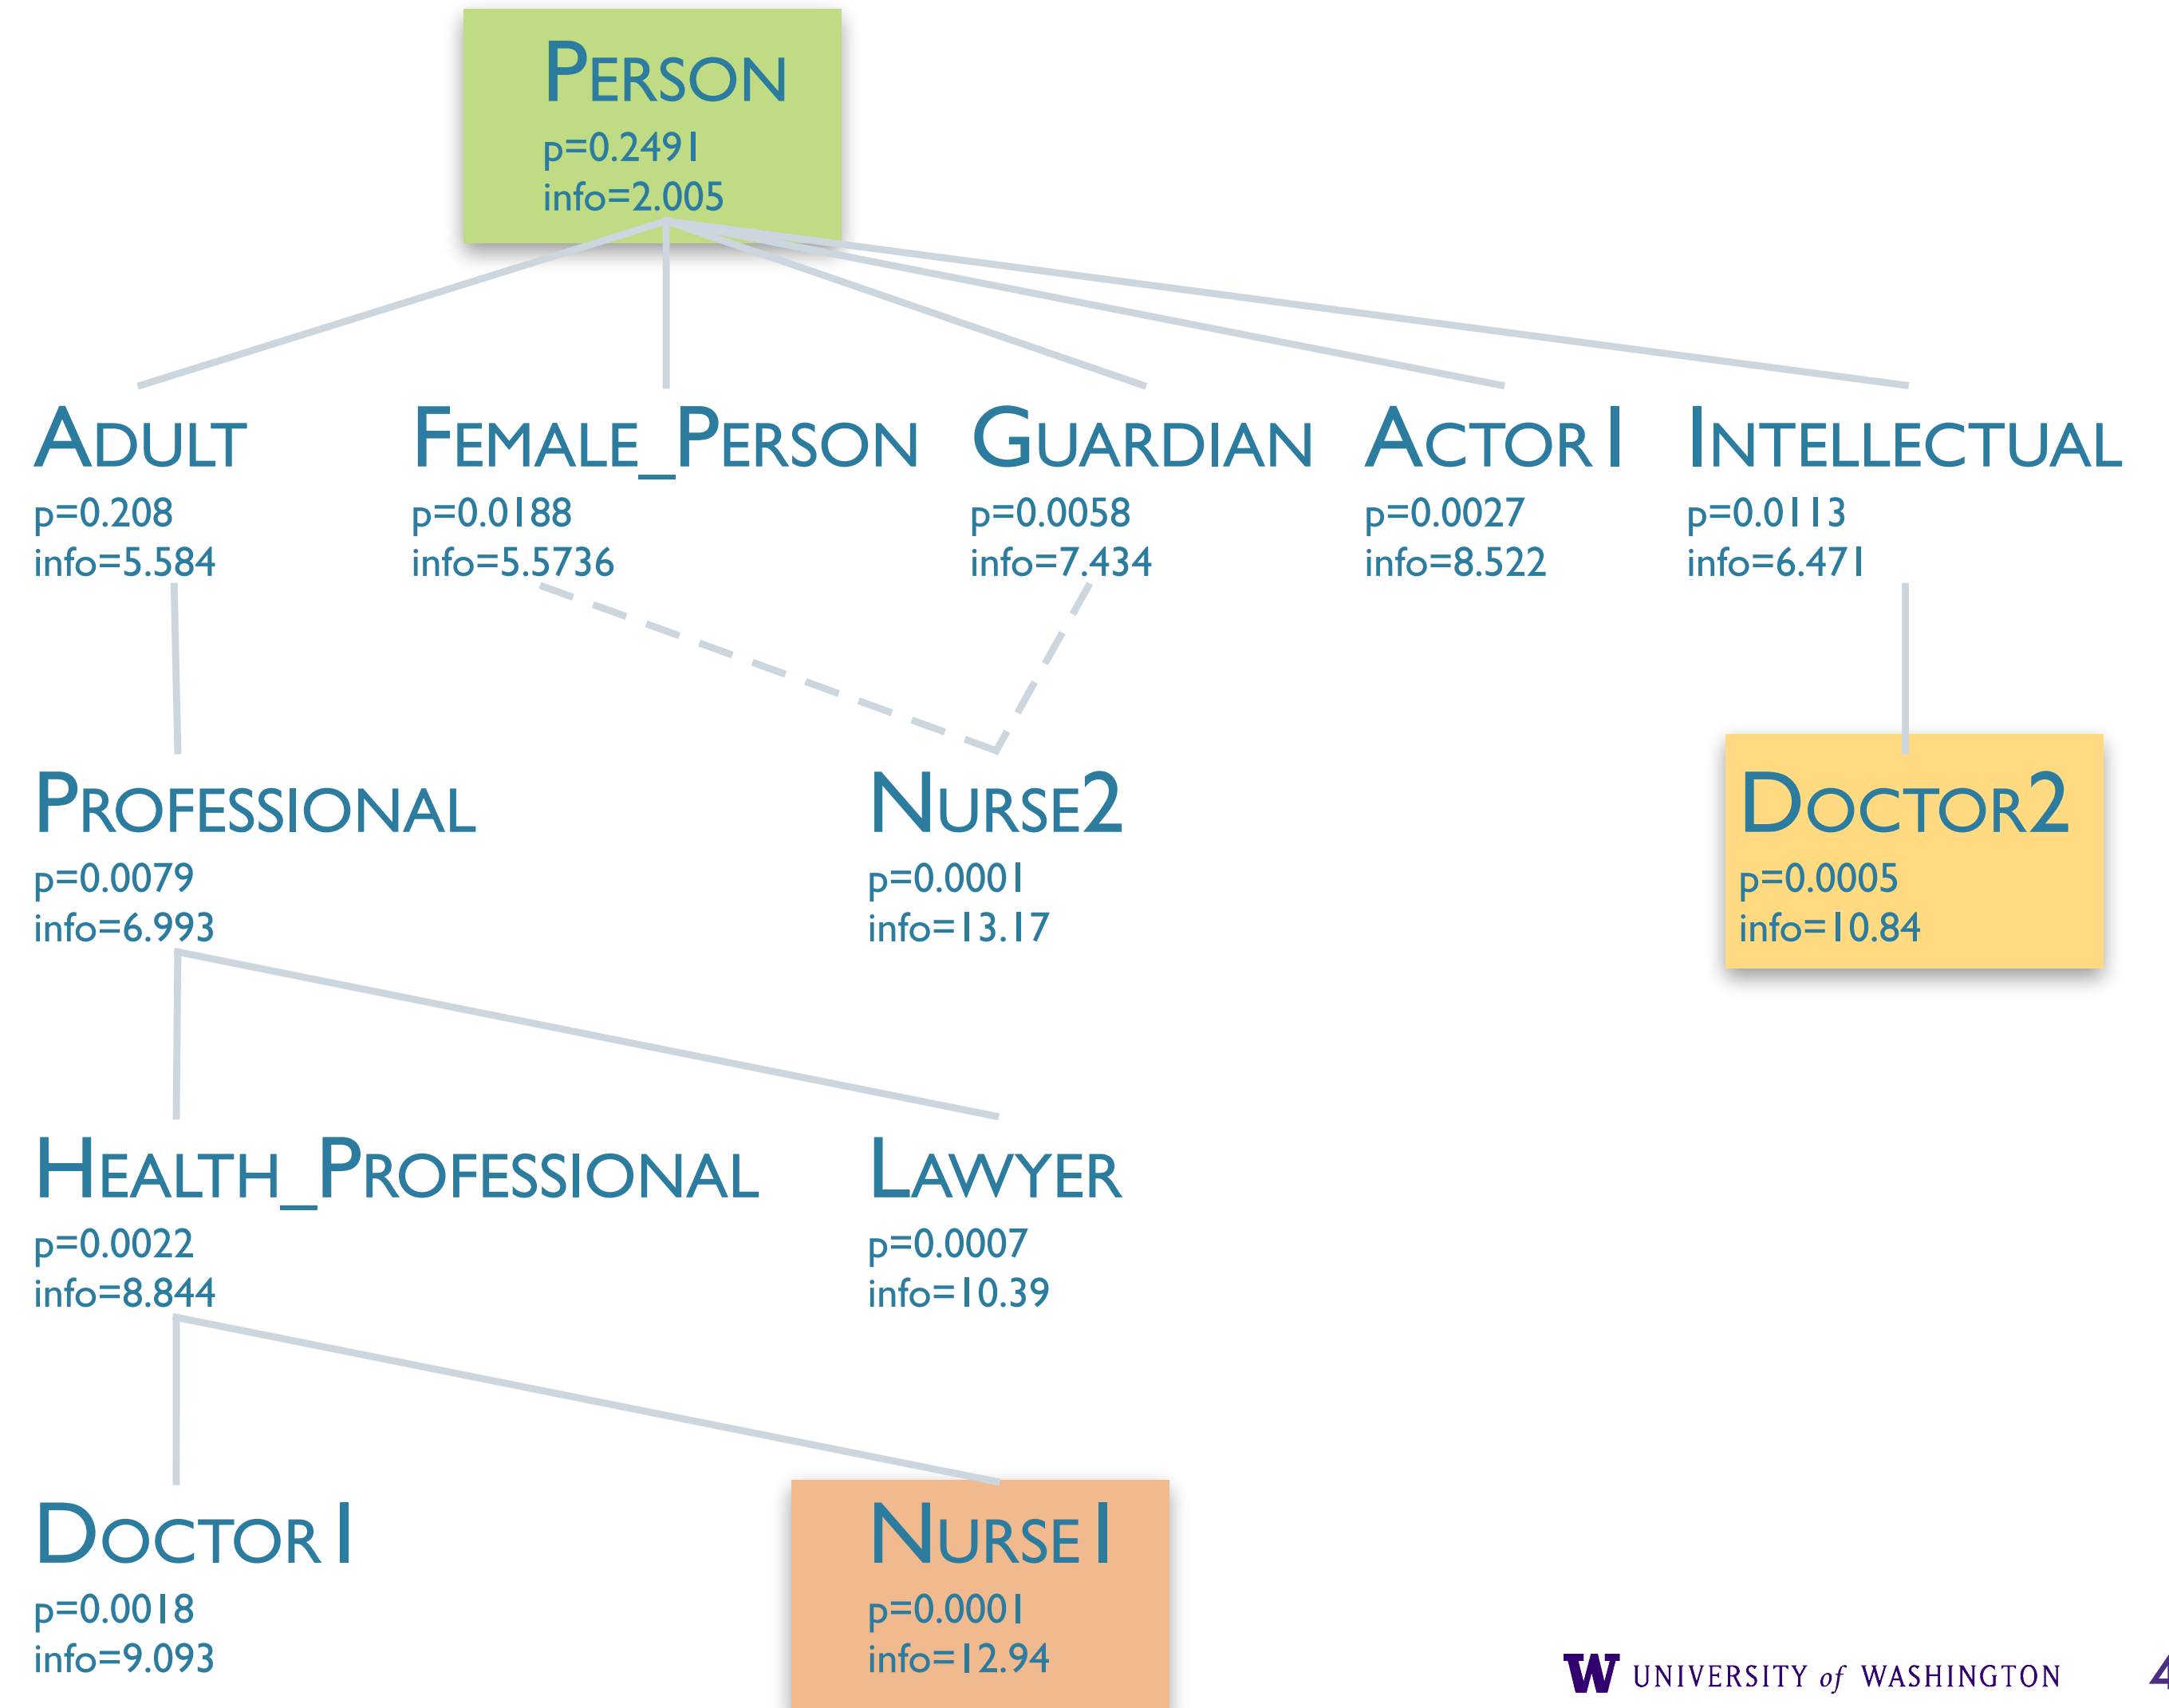 PERSON
p=0.2491
info=2.005
ADULT
p=0.208
info=5.584
FEMALE_PERSON
p=0.0188
info=5.5736
GUARDIAN
p=0.0058
info=7.434
ACTOR1
p=0.0027
info=8.522
INTELLECTUAL
p=0.0113
info=6.471
PROFESSIONAL
p=0.0079
info=6.993
NURSE2
p=0.0001
info=13.17
DOCTOR2
p=0.0005
info=10.84
HEALTH_PROFESSIONAL
p=0.0022
info=8.844
LAWYER
p=0.0007
info=10.39
DOCTOR1
p=0.0018
info=9.093
NURSE1
p=0.0001
info=12.94
W UNIVERSITY of WASHINGTON